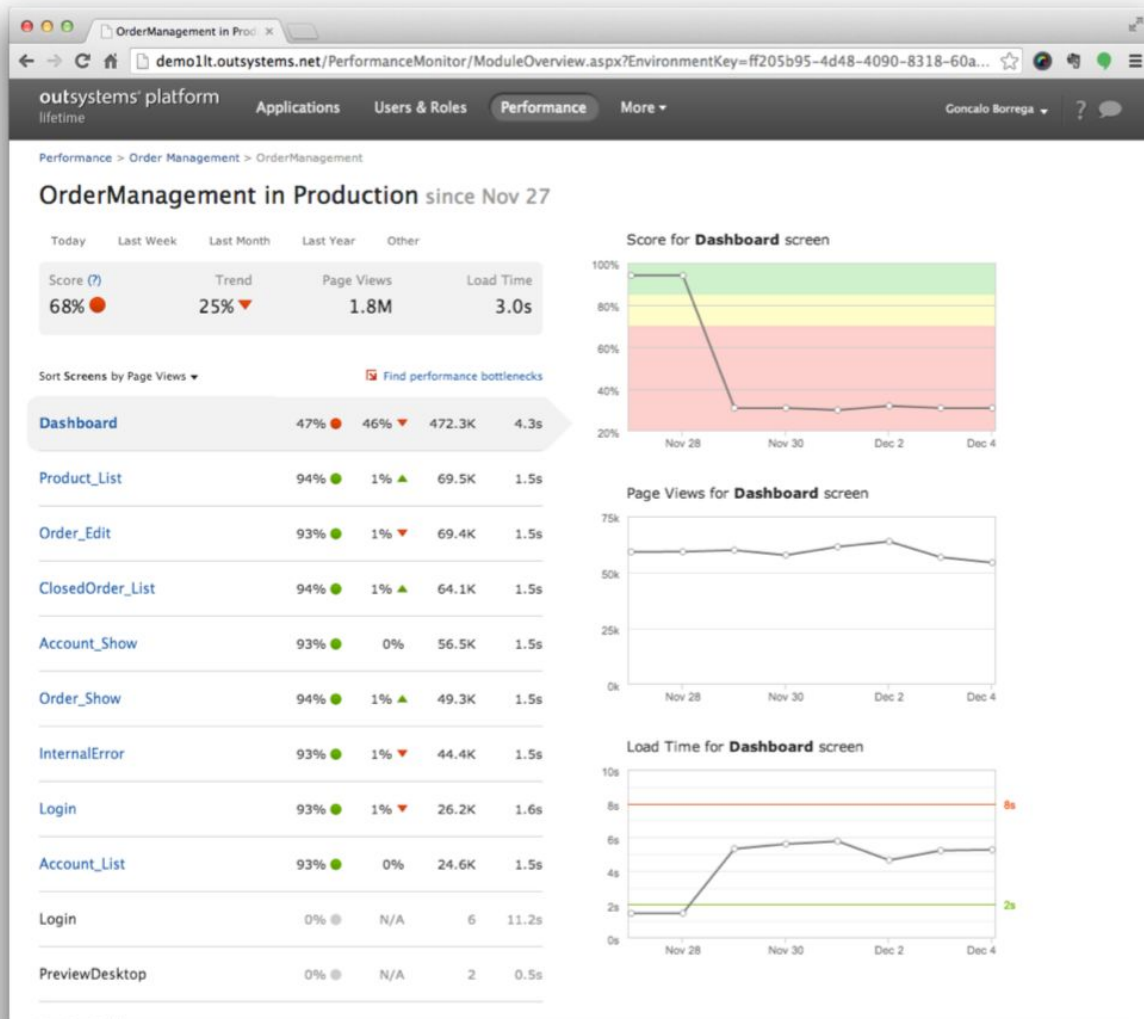 OrderManagement in Prod
demo1lt.outsystems.net/PerformanceMonitor/ModuleOverview.aspx?EnvironmentKey=ff205b95-4d48-4090-8318-60a...
outsystems® platform
lifetime
Applications Users & Roles Performance More
Goncalo Borrega ?
Performance > Order Management > OrderManagement
OrderManagement in Production since Nov 27
Today Last Week Last Month Last Year Other
Score (?) Trend Page Views Load Time
68% 25% 1.8M 3.0s
Sort Screens by Page Views Find performance bottlenecks
Dashboard 47% 46% 472.3K 4.3s
Product_List 94% 1% 69.5K 1.5s
Order_Edit 93% 1% 69.4K 1.5s
ClosedOrder_List 94% 1% 64.1K 1.5s
Account_Show 93% 0% 56.5K 1.5s
Order_Show 94% 1% 49.3K 1.5s
InternalError 93% 1% 44.4K 1.5s
Login 93% 1% 26.2K 1.6s
Account_List 93% 0% 24.6K 1.5s
Login 0% N/A 6 11.2s
PreviewDesktop 0% N/A 2 0.5s
Score for Dashboard screen
100%
80%
60%
40%
20%
Nov 28 Nov 30 Dec 2 Dec 4
Page Views for Dashboard screen
75k
50k
25k
0k
Nov 28 Nov 30 Dec 2 Dec 4
Load Time for Dashboard screen
10s
8s 8s
6s
4s
2s 2s
0s
Nov 28 Nov 30 Dec 2 Dec 4